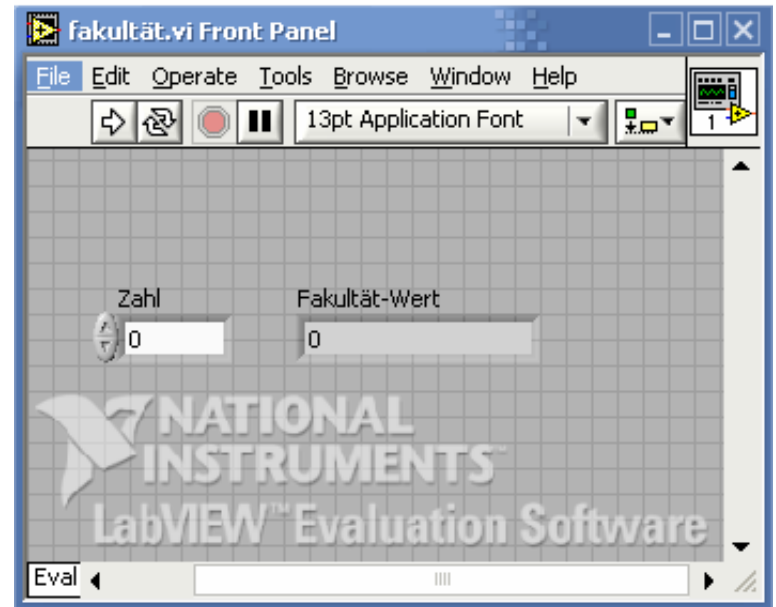 fakultät.vi Front Panel
File Edit Operate Tools Browse Window Help
13pt Application Font
1
Zahl Fakultät-Wert
0 0
NATIONAL
INSTRUMENTS
LabVIEW™ Evaluation Software
Eval